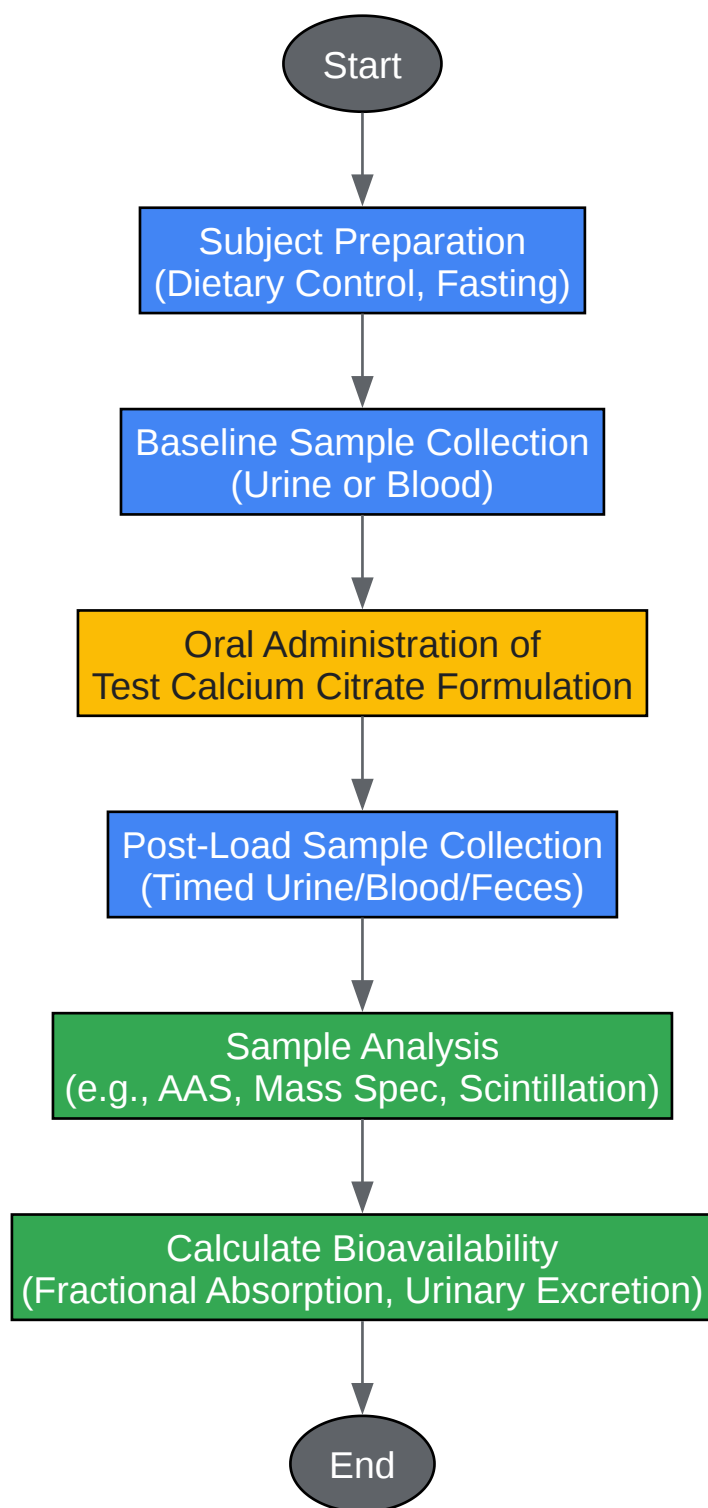 Start
Subject Preparation
(Dietary Control, Fasting)
Baseline Sample Collection
(Urine or Blood)
Oral Administration of
Test Calcium Citrate Formulation
Post-Load Sample Collection
(Timed Urine/Blood/Feces)
Sample Analysis
(e.g., AAS, Mass Spec, Scintillation)
Calculate Bioavailability
(Fractional Absorption, Urinary Excretion)
End